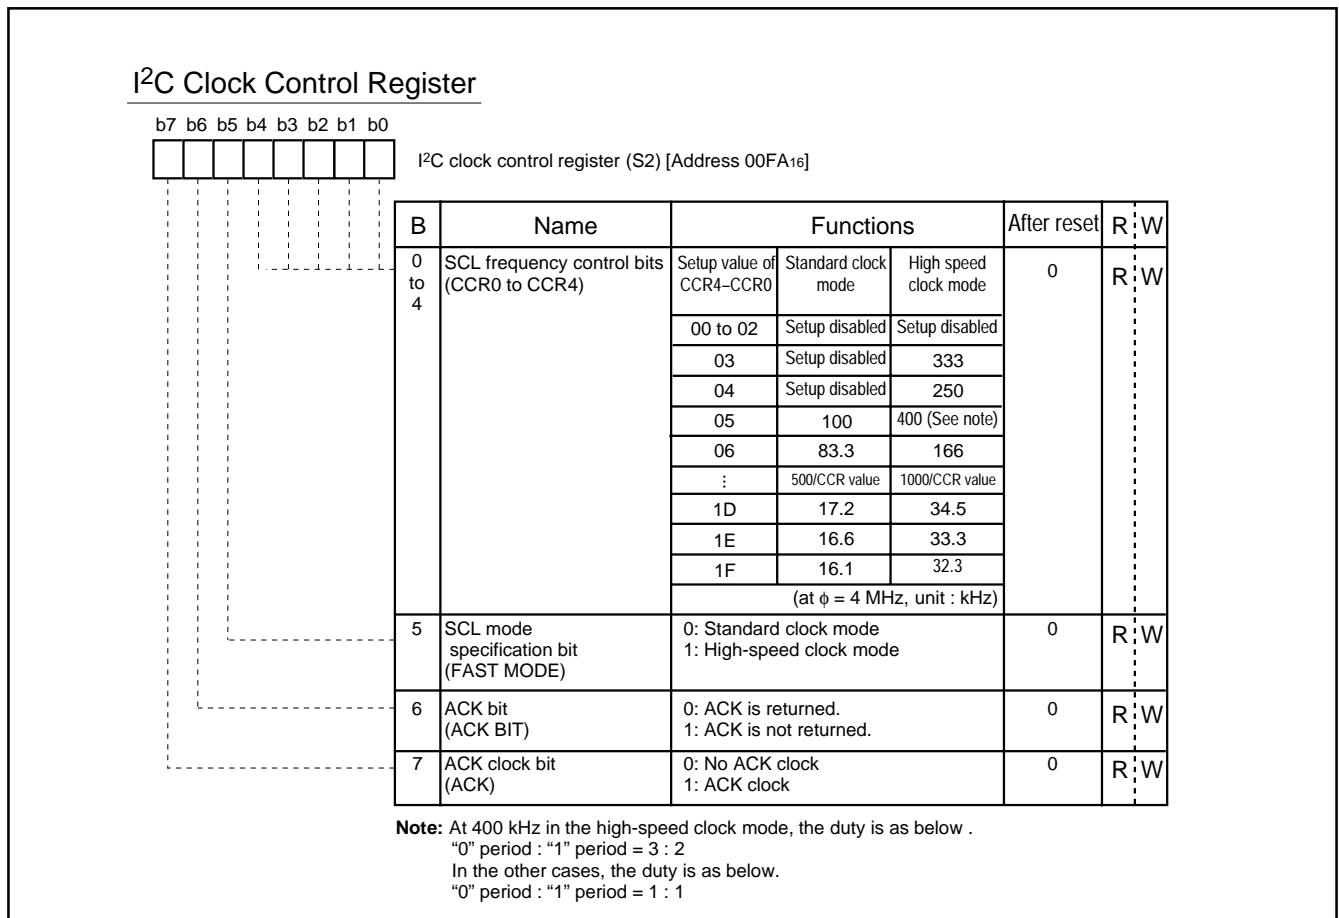 I2C Clock Control Register
b7 b6 b5 b4 b3 b2 b1 b0
I2C clock control register (S2) [Address 00FA16]
B Name Functions After reset R W
0 to 4 SCL frequency control bits (CCR0 to CCR4) Setup value of CCR4–CCR0 Standard clock mode High speed clock mode 0 R W
00 to 02 Setup disabled Setup disabled
03 Setup disabled 333
04 Setup disabled 250
05 100 400 (See note)
06 83.3 166
⋮ 500/CCR value 1000/CCR value
1D 17.2 34.5
1E 16.6 33.3
1F 16.1 32.3
(at ϕ = 4 MHz, unit : kHz)
5 SCL mode 0: Standard clock mode 0 R W
specification bit 1: High-speed clock mode
(FAST MODE)
6 ACK bit 0: ACK is returned. 0 R W
(ACK BIT) 1: ACK is not returned.
7 ACK clock bit 0: No ACK clock 0 R W
(ACK) 1: ACK clock
Note: At 400 kHz in the high-speed clock mode, the duty is as below .
“0” period : “1” period = 3 : 2
In the other cases, the duty is as below.
“0” period : “1” period = 1 : 1